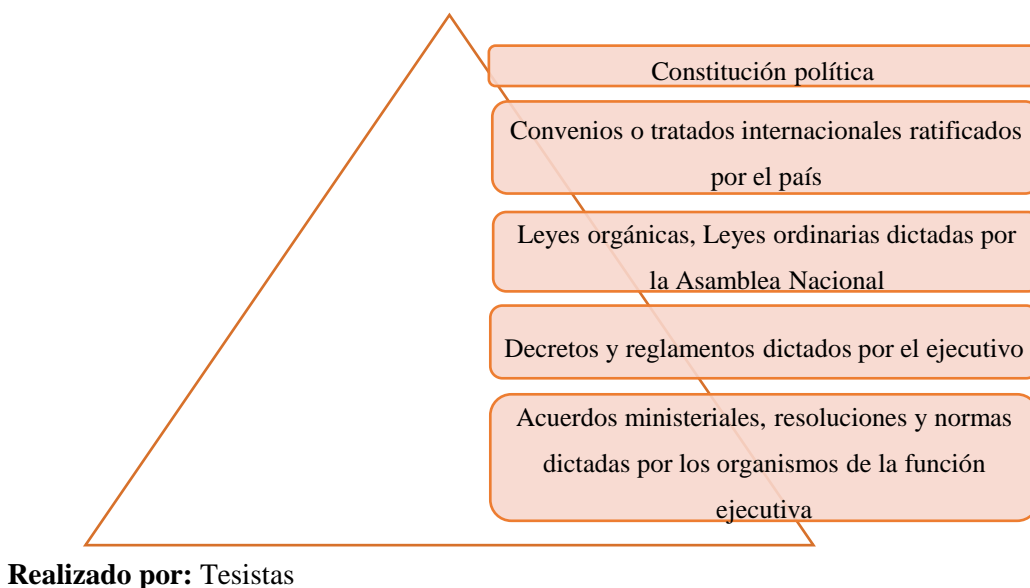 Constitución política
Convenios o tratados internacionales ratificados
por el país
Leyes orgánicas, Leyes ordinarias dictadas por
la Asamblea Nacional
Decretos y reglamentos dictados por el ejecutivo
Acuerdos ministeriales, resoluciones y normas
dictadas por los organismos de la función
ejecutiva
Realizado por: Tesistas